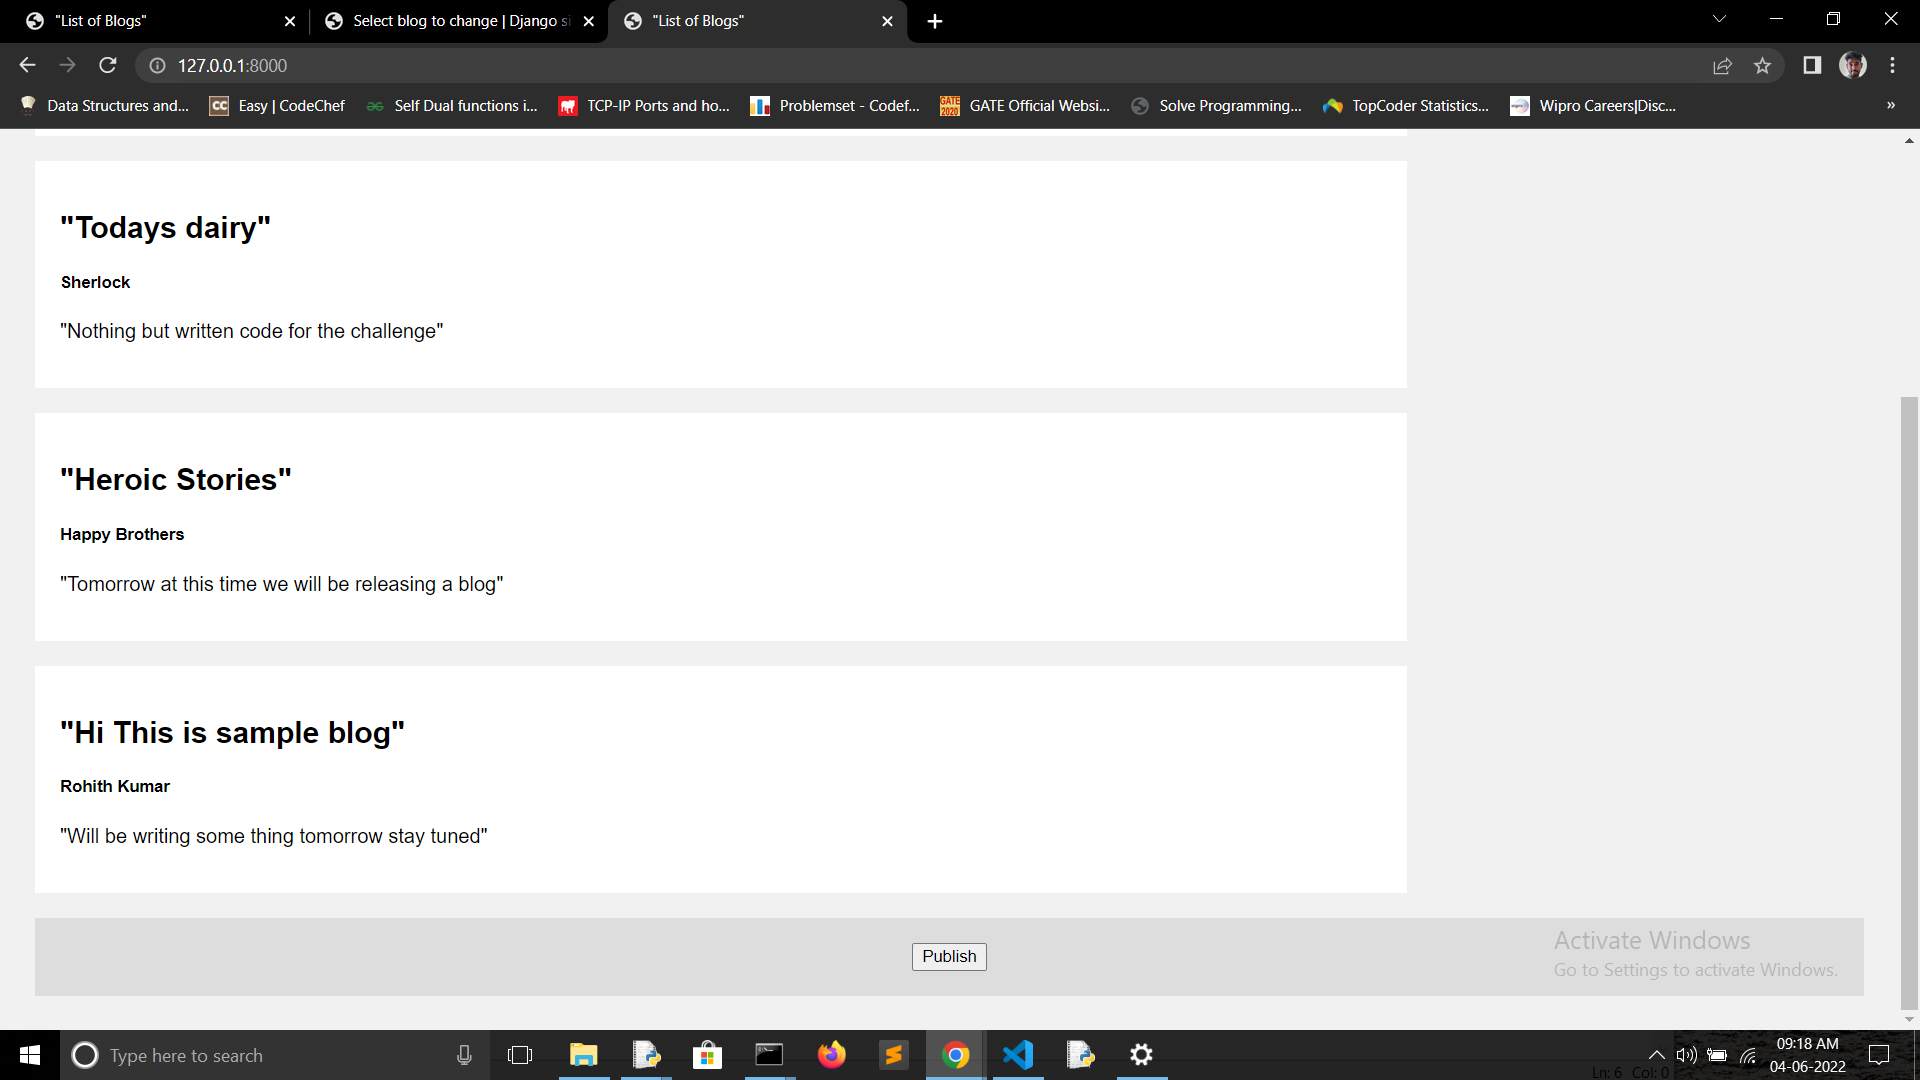 "List of Blogs"
Select blog to change | Django si
"List of Blogs"
127.0.0.1:8000
Data Structures and...
CC
Easy | CodeChef
Self Dual functions i...
TCP-IP Ports and ho...
Problemset - Codef...
GATE 2020
GATE Official Websi...
Solve Programming...
TopCoder Statistics...
Wipro Careers|Disc...
»
"Todays dairy"
Sherlock
"Nothing but written code for the challenge"
"Heroic Stories"
Happy Brothers
"Tomorrow at this time we will be releasing a blog"
"Hi This is sample blog"
Rohith Kumar
"Will be writing some thing tomorrow stay tuned"
Publish
Activate Windows
Go to Settings to activate Windows.
Type here to search
09:18 AM
04-06-2022
Ln: 6 Col: 0